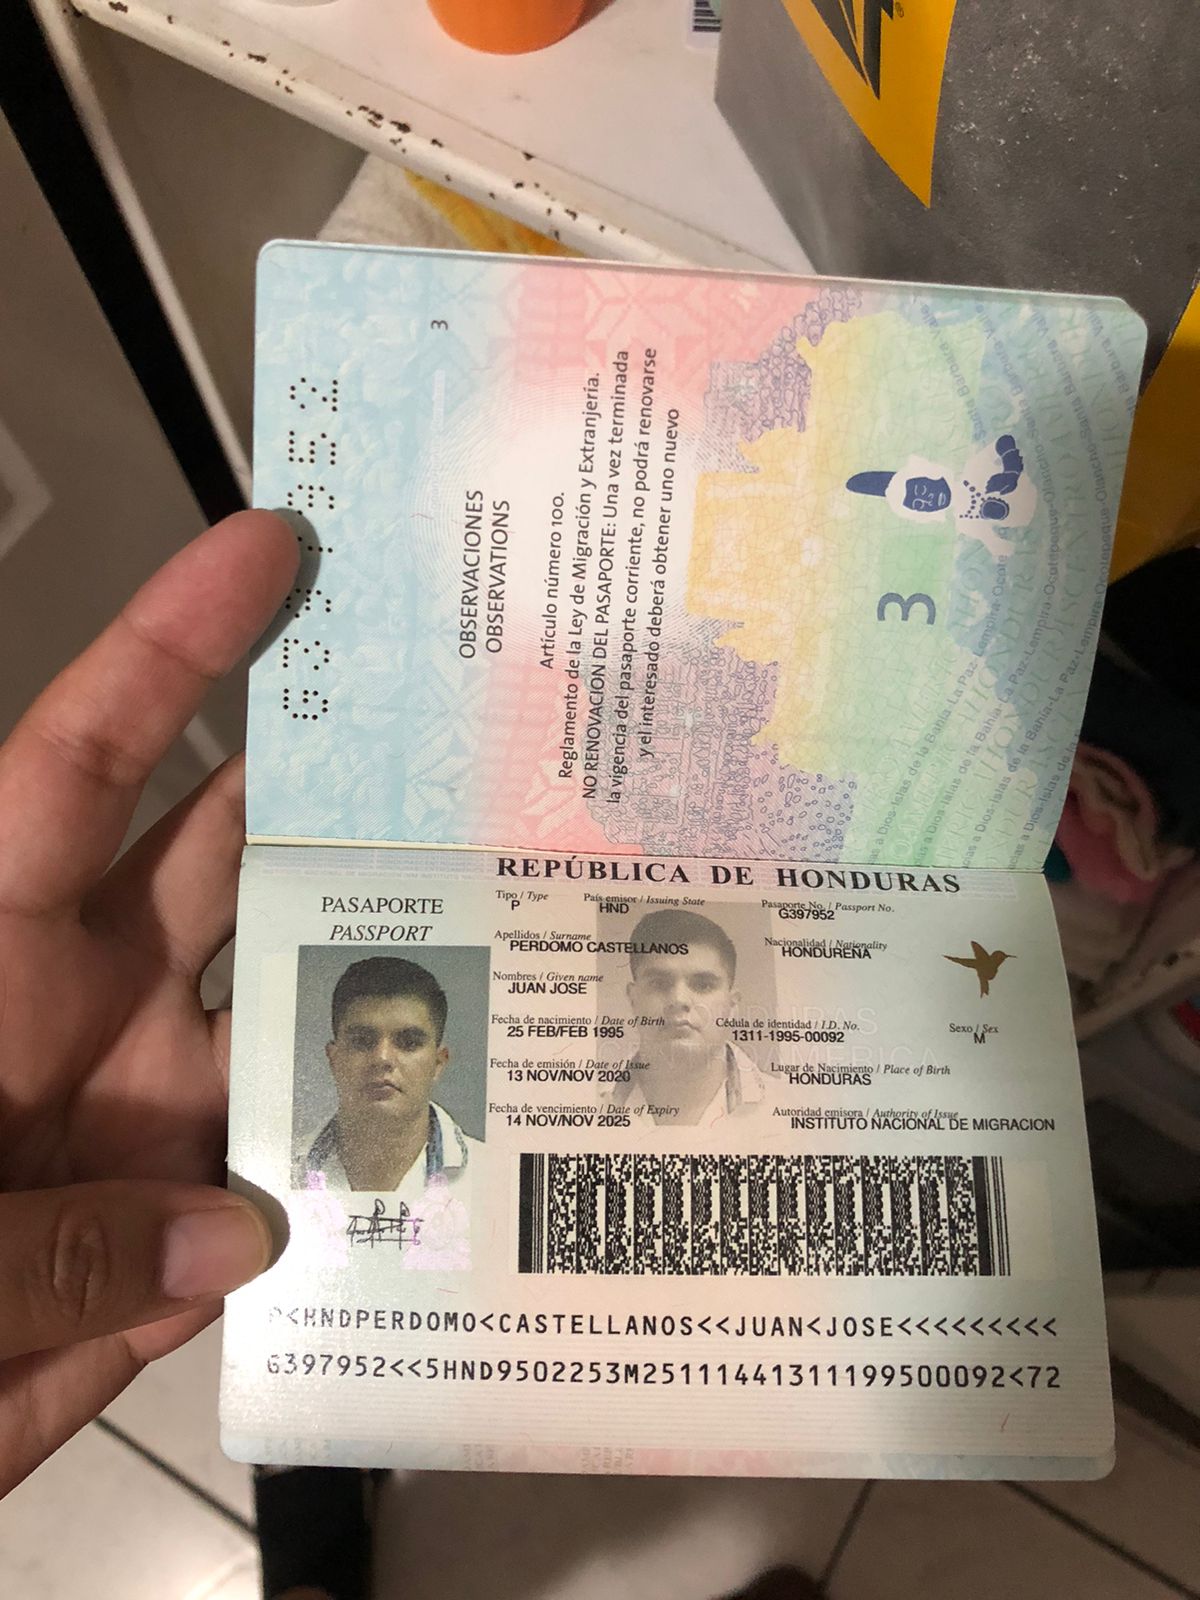 G397952
3
OBSERVACIONES
OBSERVATIONS
Artículo número 100.
Reglamento de la Ley de Migración y Extranjería.
NO RENOVACION DEL PASAPORTE: Una vez terminada
la vigencia del pasaporte corriente, no podrá renovarse
y el interesado deberá obtener uno nuevo
3
REPÚBLICA DE HONDURAS
PASAPORTE
PASSPORT
Tipo / Type
P
País emisor / Issuing State
HND
Pasaporte No. / Passport No.
G397952
Apellidos / Surname
PERDOMO CASTELLANOS
Nacionalidad / Nationality
HONDUREÑA
Nombres / Given name
JUAN JOSE
Fecha de nacimiento / Date of Birth
25 FEB/FEB 1995
Cédula de identidad / I.D. No.
1311-1995-00092
Sexo / Sex
M
Fecha de emisión / Date of Issue
13 NOV/NOV 2020
Lugar de Nacimiento / Place of Birth
HONDURAS
Fecha de vencimiento / Date of Expiry
14 NOV/NOV 2025
Autoridad emisora / Authority of Issue
INSTITUTO NACIONAL DE MIGRACION
P<HNDPERDOMO<CASTELLANOS<<JUAN<JOSE<<<<<<<<<
G397952<<5HND9502253M25111441311199500092<72